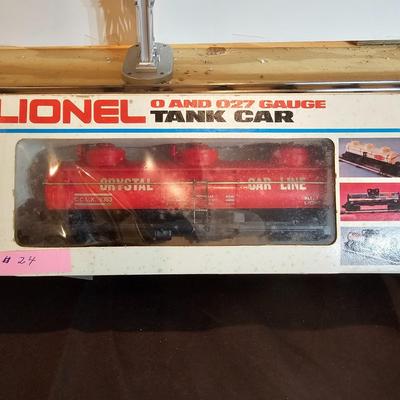 LIONEL
O AND O27 GAUGE
TANK CAR
CRYSTAL CAR LINE
# 24